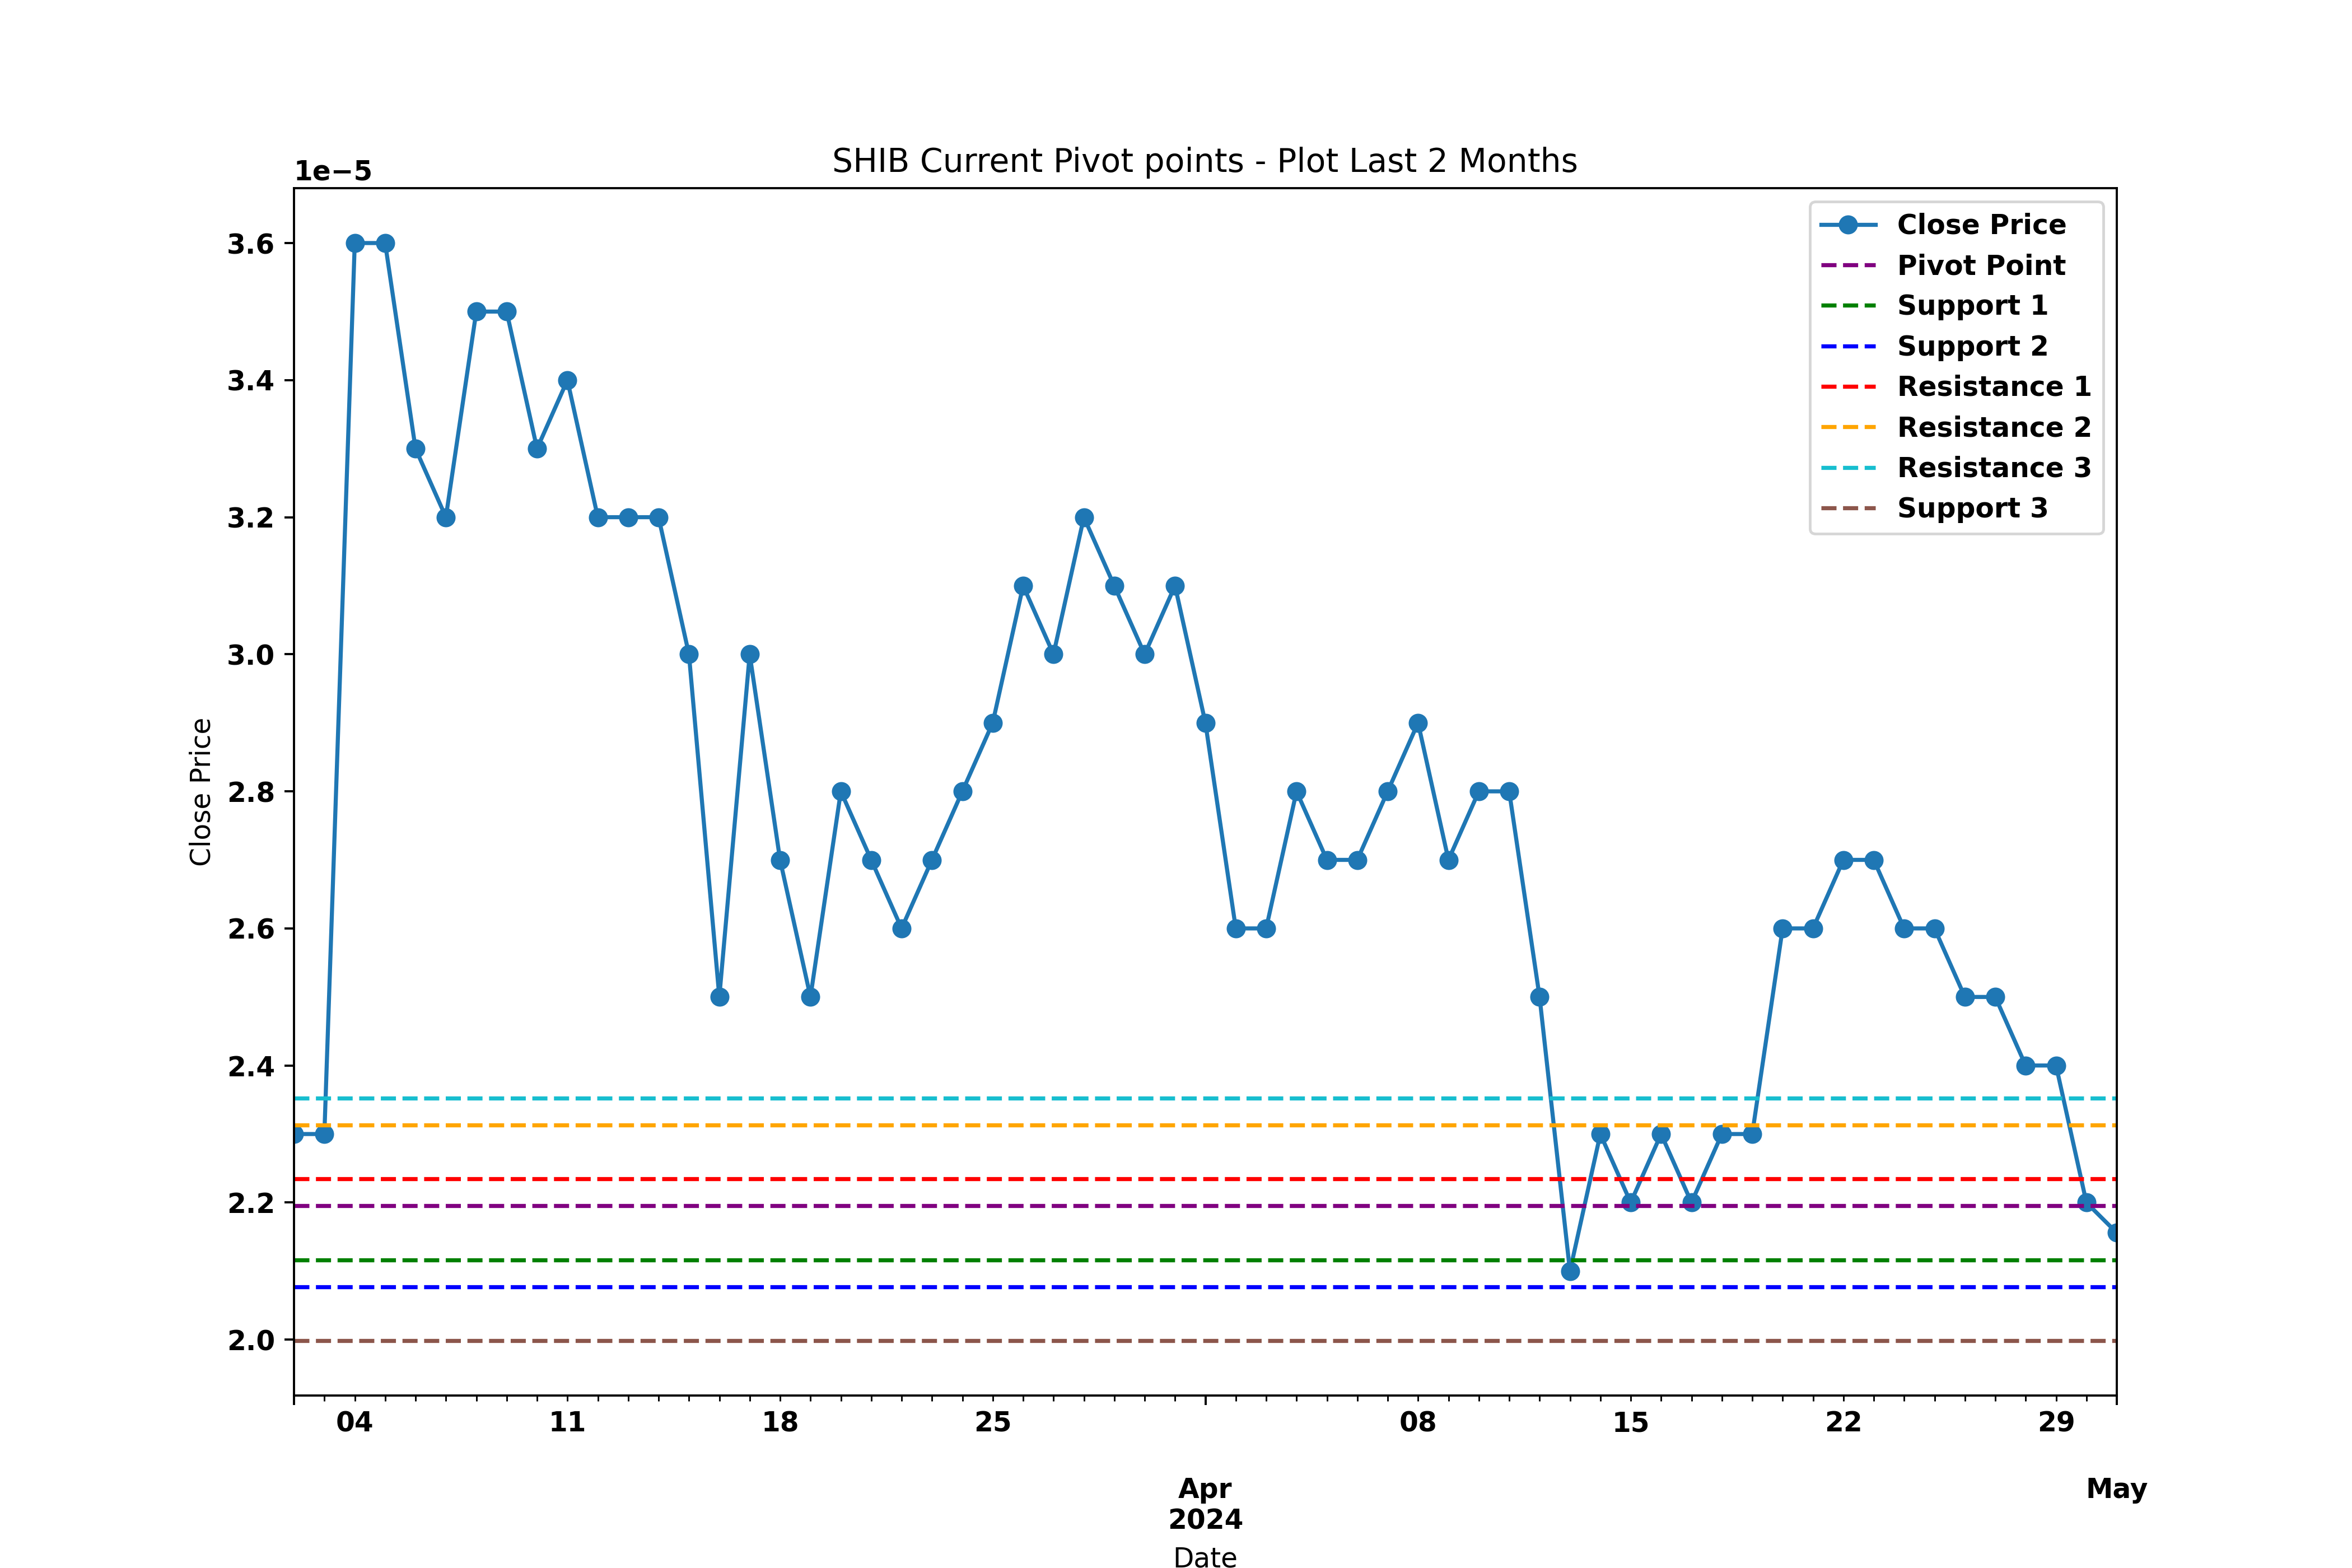 SHIB Current Pivot points - Plot Last 2 Months
1e−5
3.6
3.4
3.2
3.0
2.8
2.6
2.4
2.2
2.0
Close Price
Close Price
Pivot Point
Support 1
Support 2
Resistance 1
Resistance 2
Resistance 3
Support 3
04 11 18 25 08 15 22 29
Apr May
2024
Date